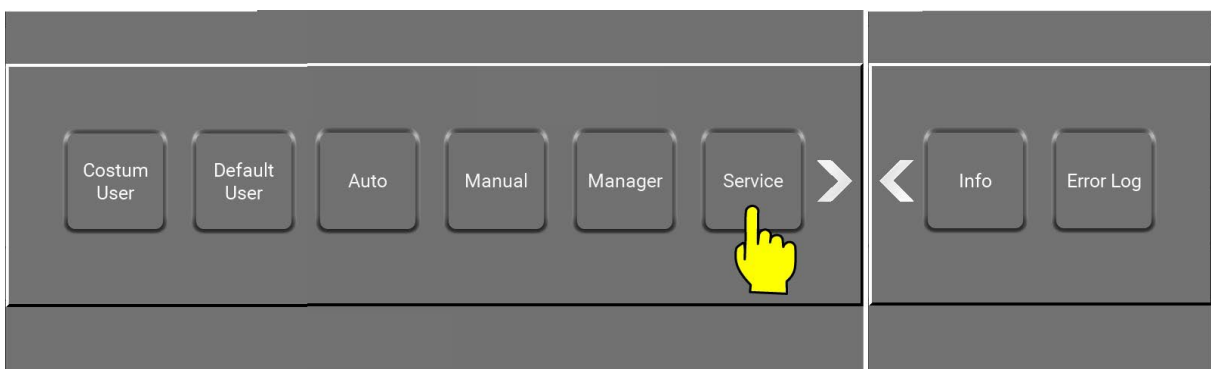 Costum
User
Default
User
Auto
Manual
Manager
Service
Info
Error Log